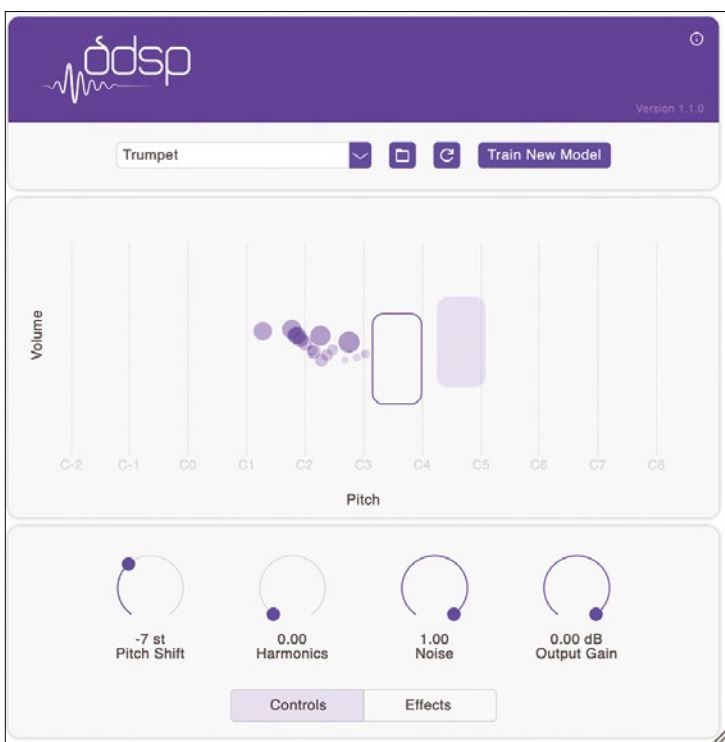 ddsp
Version 1.1.0
Trumpet
Train New Model
Volume
C-2 C-1 C0 C1 C2 C3 C4 C5 C6 C7 C8
Pitch
-7 st 0.00 1.00 0.00 dB
Pitch Shift Harmonics Noise Output Gain
Controls Effects